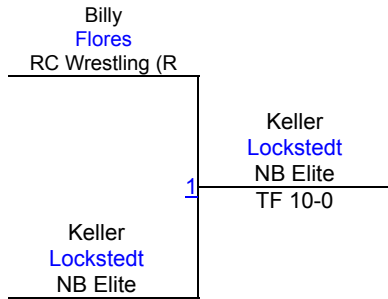 Billy
Flores
RC Wrestling (R
Keller
Lockstedt
NB Elite
1
TF 10-0
Keller
Lockstedt
NB Elite